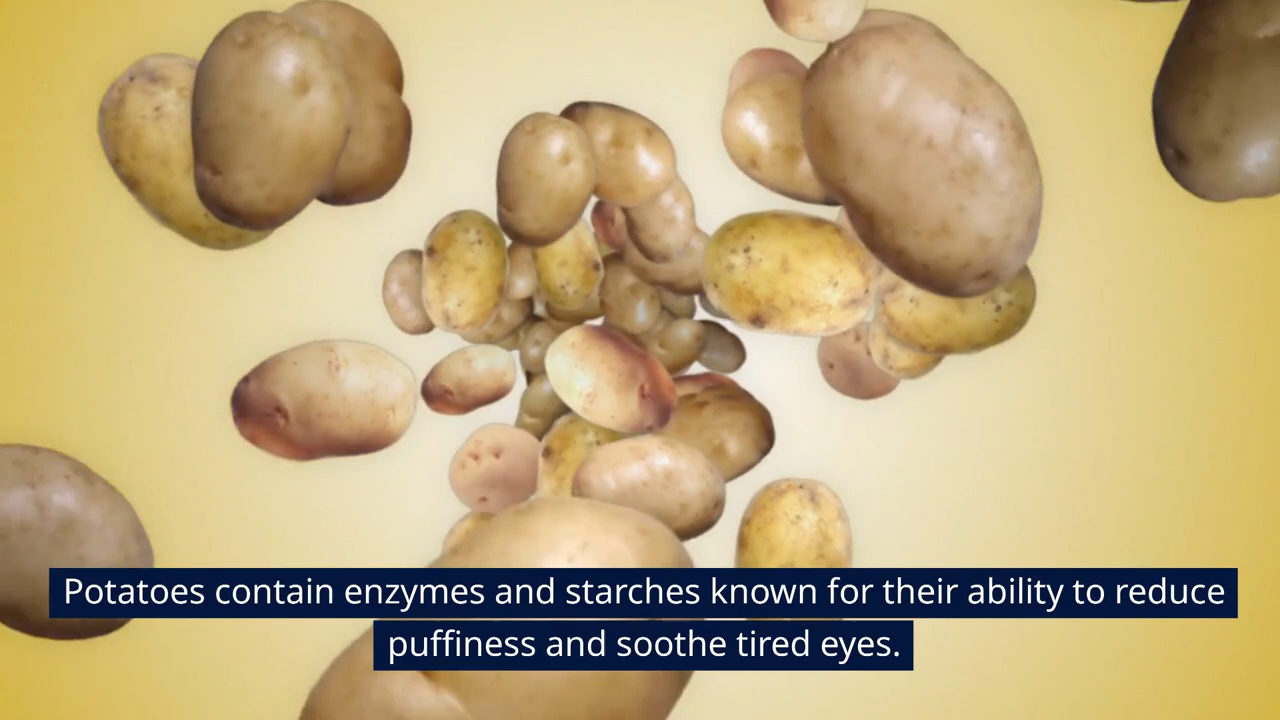 Potatoes contain enzymes and starches known for their ability to reduce
puffiness and soothe tired eyes.